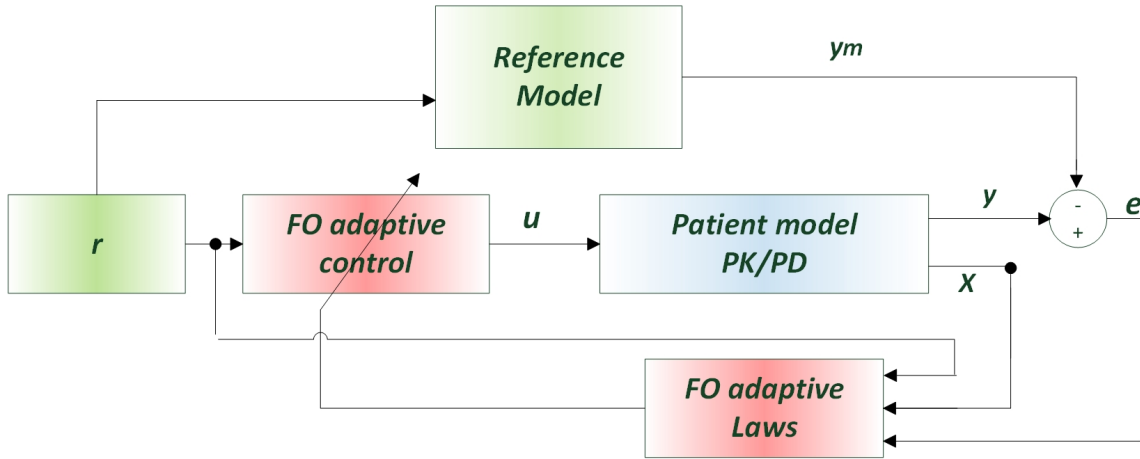 Reference
Model
ym
r
FO adaptive
control
u
Patient model
PK/PD
y
X
-
+
e
FO adaptive
Laws